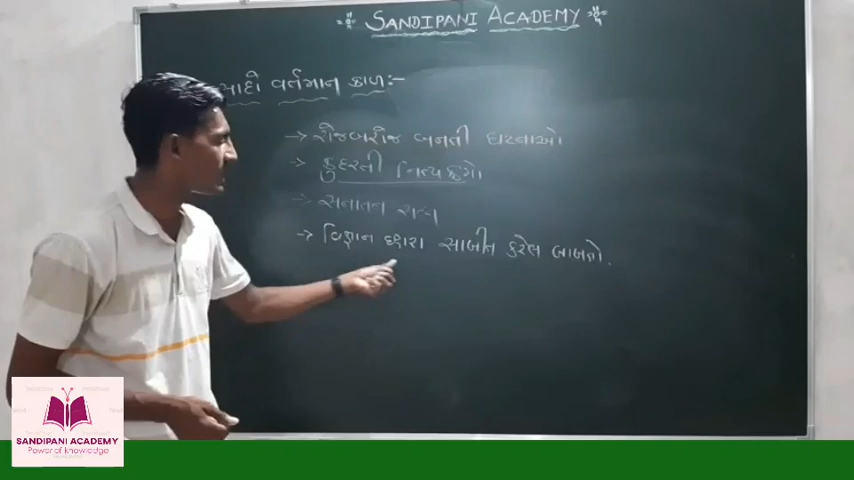 SANDIPANI ACADEMY
સાદો વર્તમાન કાળ:-
→ રોજબરોજ બનતી ઘટનાઓ
→ કુદરતી નિત્યક્રમો
→ સનાતન સત્ય
→ વિજ્ઞાન દ્વારા સાબીત કરેલ બાબતો.
SANDIPANI ACADEMY
Power of knowledge